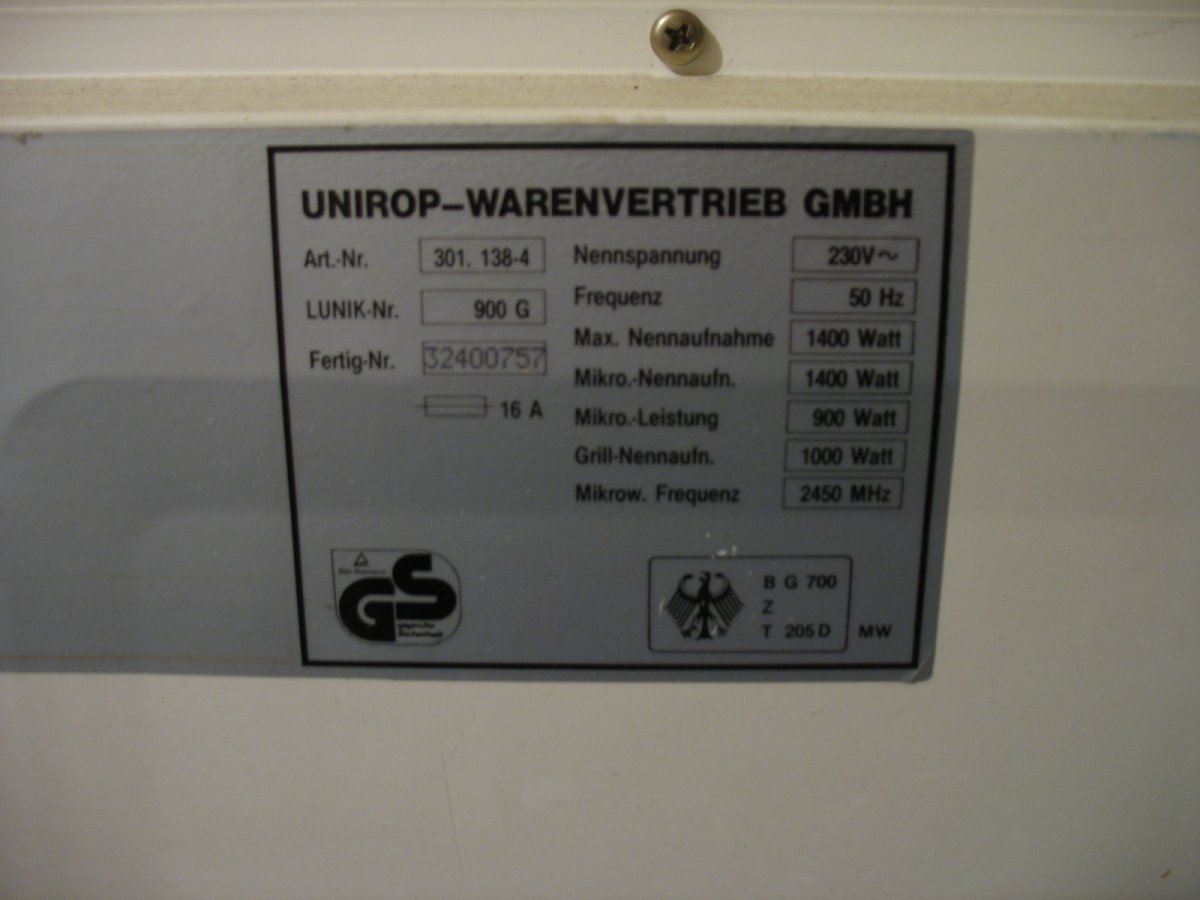 UNIROP–WARENVERTRIEB GMBH
Art.-Nr. 301. 138-4
LUNIK-Nr. 900 G
Fertig-Nr. 32400757
16 A
Nennspannung 230V~
Frequenz 50 Hz
Max. Nennaufnahme 1400 Watt
Mikro.-Nennaufn. 1400 Watt
Mikro.-Leistung 900 Watt
Grill-Nennaufn. 1000 Watt
Mikrow. Frequenz 2450 MHz
GS
geprüfte
Sicherheit
B G 700
Z
T 205 D MW